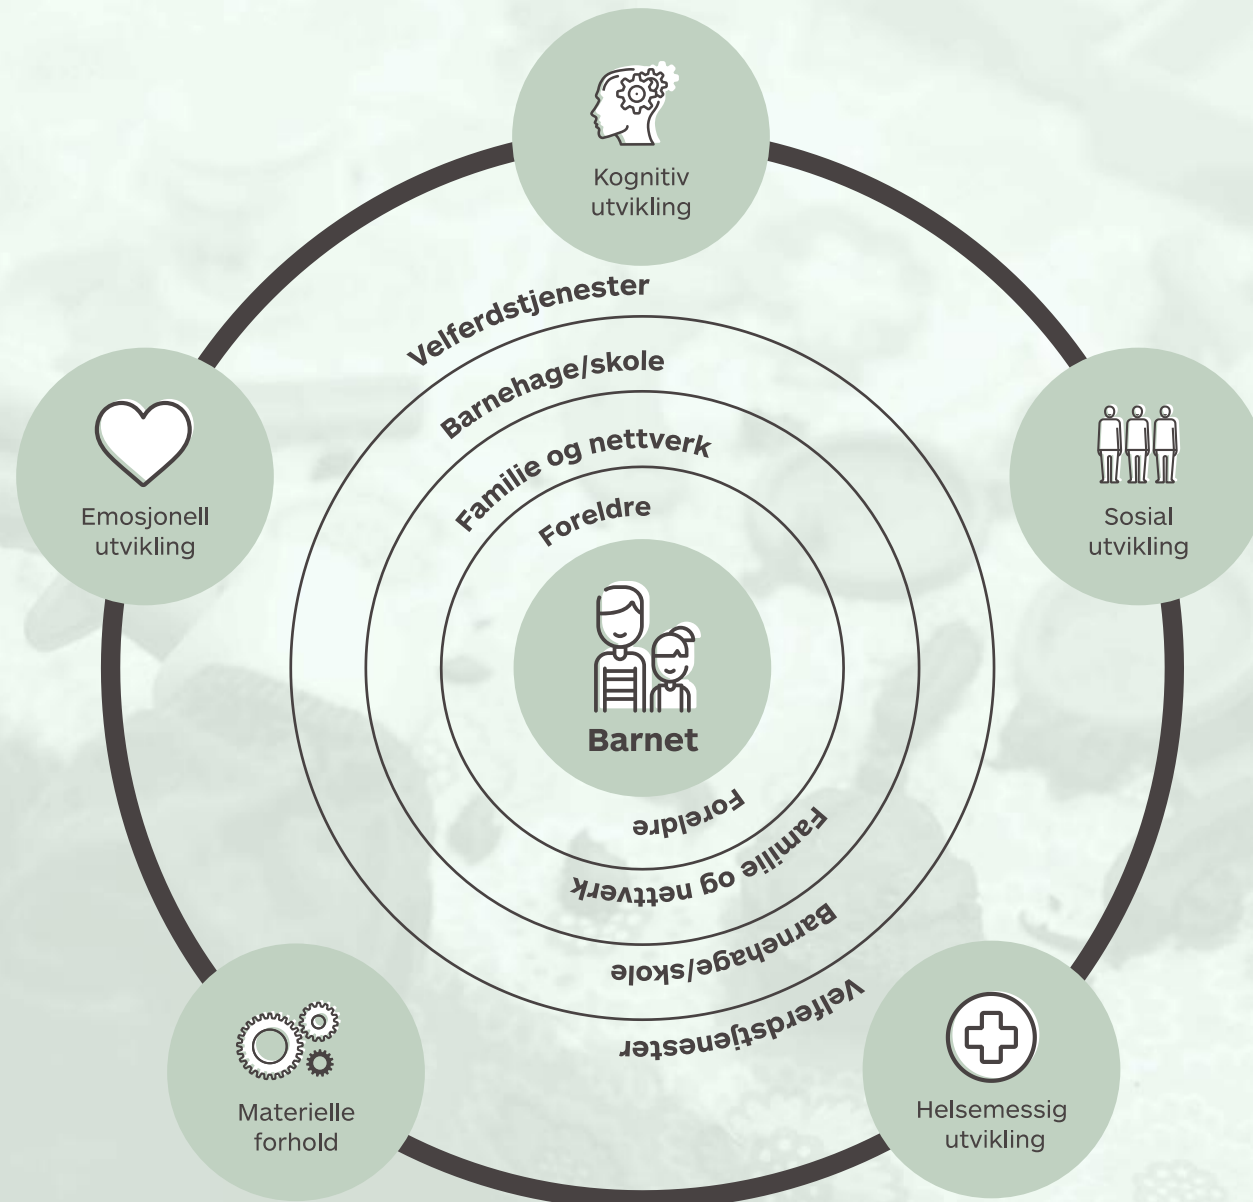 Kognitiv
utvikling
Velferdstjenester
Barnehage/skole
Familie og nettverk
Foreldre
Emosjonell
utvikling
Sosial
utvikling
Barnet
Foreldre
Familie og nettverk
Barnehage/skole
Velferdstjenester
Materielle
forhold
Helsemessig
utvikling